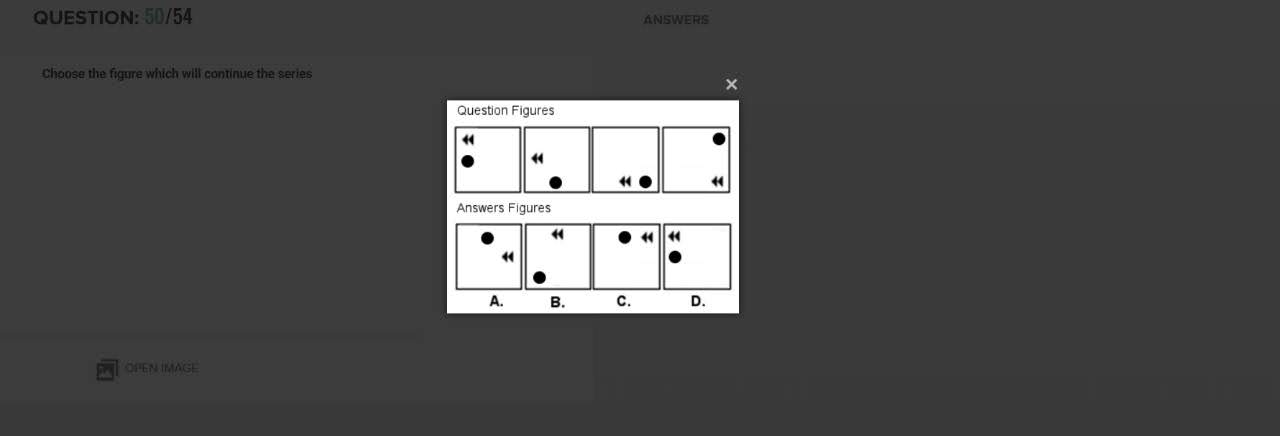 QUESTION: 50/54
ANSWERS
Choose the figure which will continue the series
×
Question Figures
Answers Figures
A. B. C. D.
OPEN IMAGE